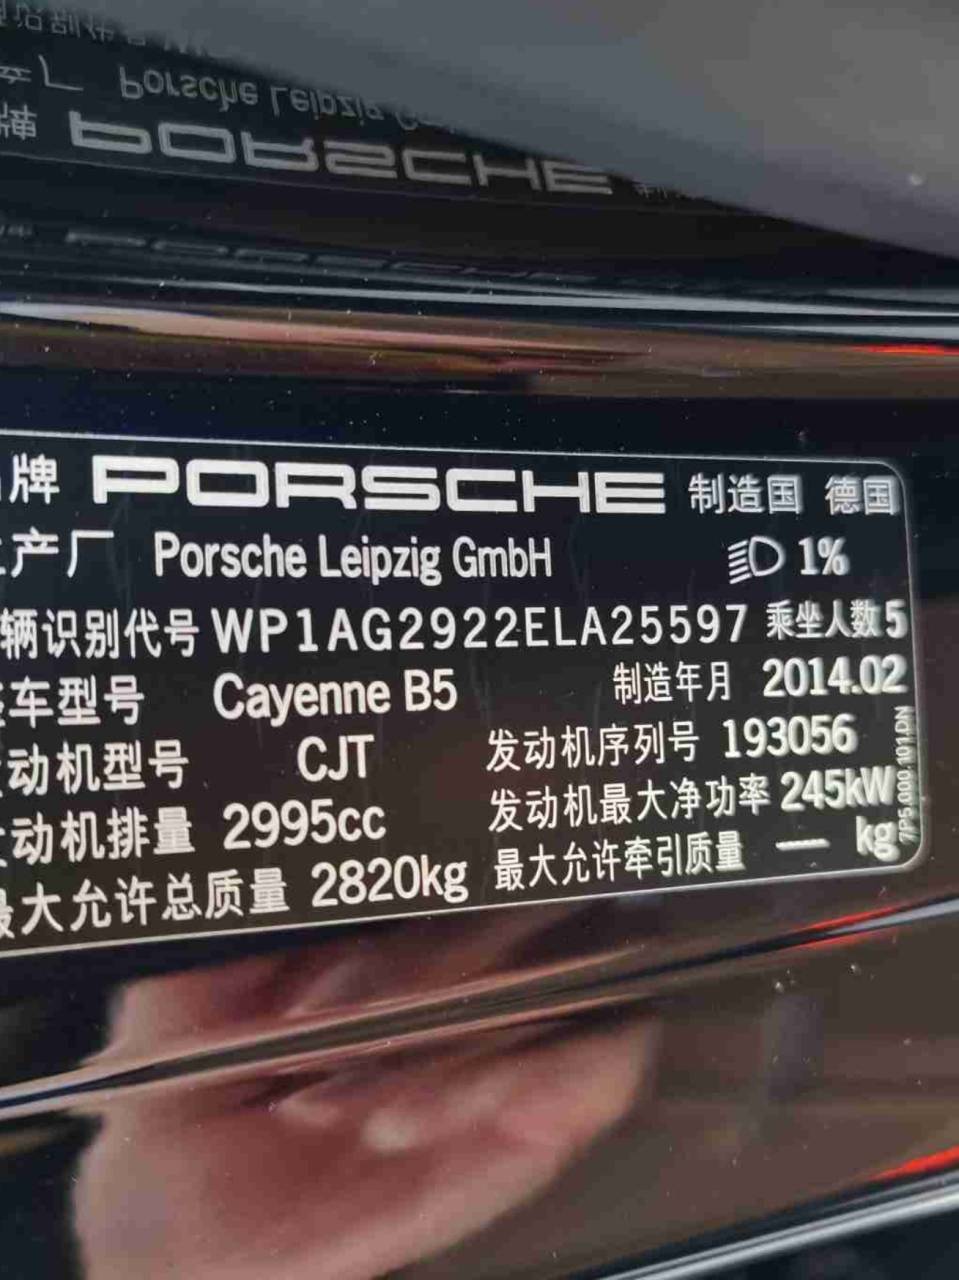 牌 PORSCHE 制造国 德国
产厂 Porsche Leipzig GmbH 1%
辆识别代号 WP1AG2922ELA25597 乘坐人数 5
车型号 Cayenne B5 制造年月 2014.02
动机型号 CJT 发动机序列号 193056
动机排量 2995cc 发动机最大净功率 245kW
最大允许总质量 2820kg 最大允许牵引质量 — kg
7P5.000.101.DN